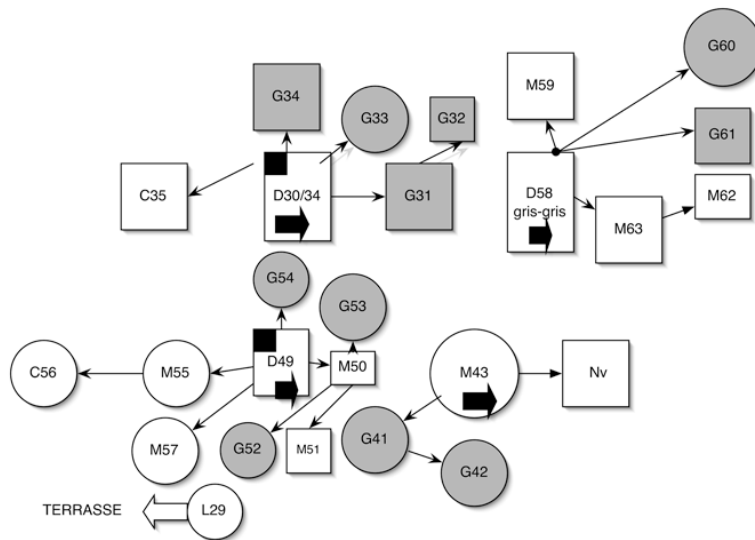 G60
G34
M59
G33
G32
G61
C35
D30/34
G31
D58
gris-gris
M62
M63
G54
G53
C56
M55
D49
M50
M43
Nv
M57
G52
M51
G41
G42
TERRASSE
L29